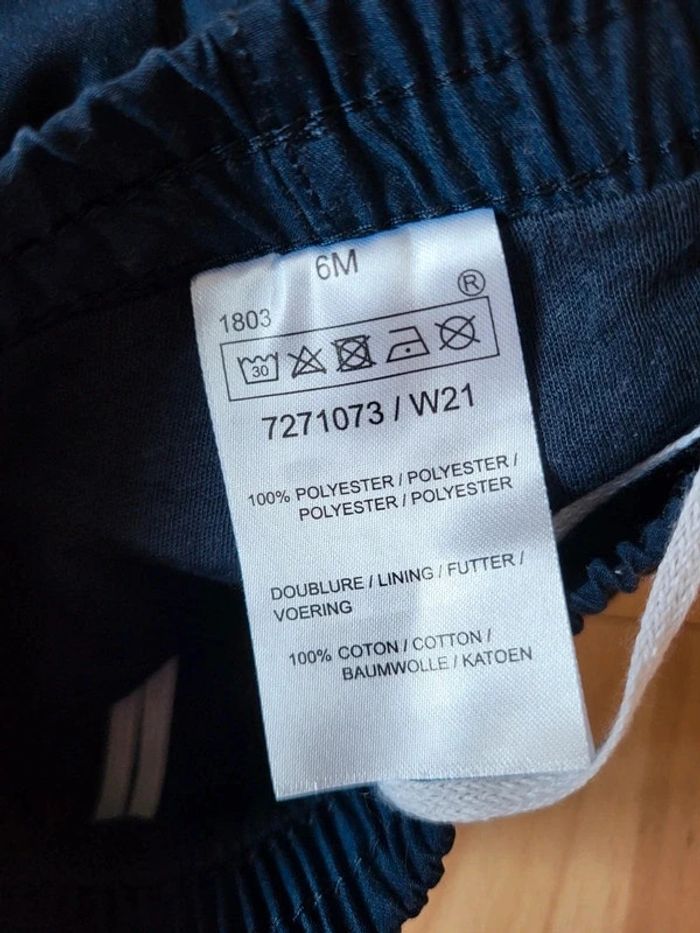 6M
1803
®
30
7271073 / W21
100% POLYESTER / POLYESTER /
POLYESTER / POLYESTER
DOUBLURE / LINING / FUTTER /
VOERING
100% COTON / COTTON /
BAUMWOLLE / KATOEN